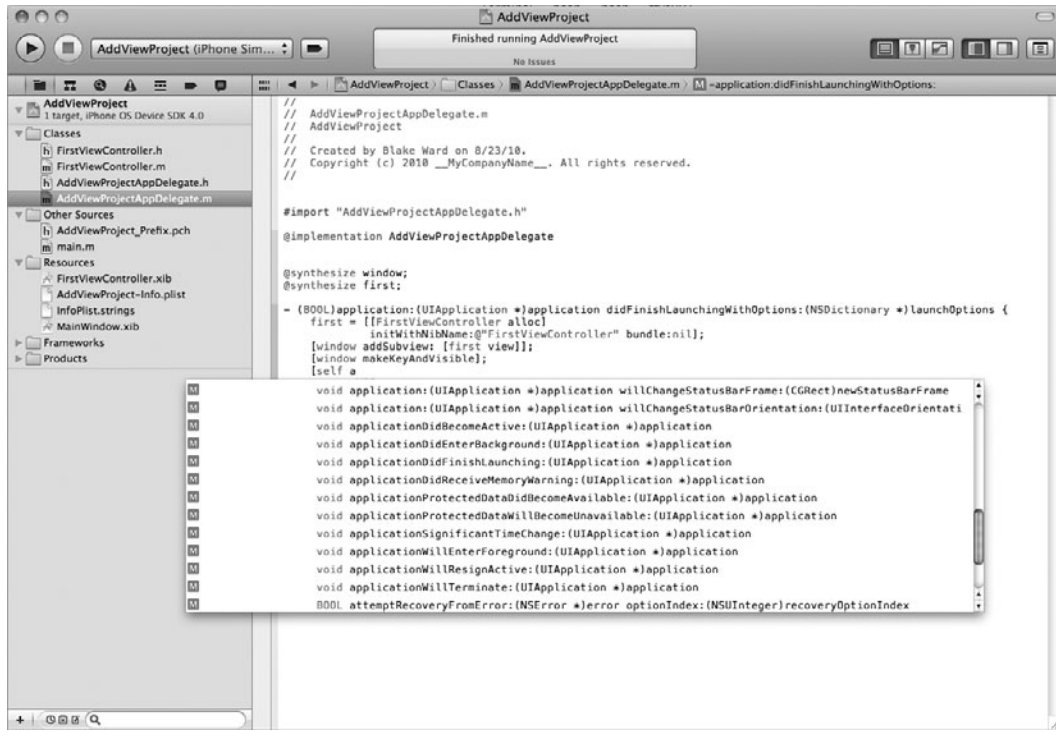 AddViewProject
AddViewProject (iPhone Sim...
Finished running AddViewProject
No Issues
AddViewProject
1 target, iPhone OS Device SDK 4.0
Classes
FirstViewController.h
FirstViewController.m
AddViewProjectAppDelegate.h
AddViewProjectAppDelegate.m
Other Sources
AddViewProject_Prefix.pch
main.m
Resources
FirstViewController.xib
AddViewProject-Info.plist
InfoPlist.strings
MainWindow.xib
Frameworks
Products
AddViewProject Classes AddViewProjectAppDelegate.m M -application:didFinishLaunchingWithOptions:
//
// AddViewProjectAppDelegate.m
// AddViewProject
//
// Created by Blake Ward on 8/23/10.
// Copyright (c) 2010 __MyCompanyName__. All rights reserved.
//
#import "AddViewProjectAppDelegate.h"
@implementation AddViewProjectAppDelegate
@synthesize window;
@synthesize first;
- (BOOL)application:(UIApplication *)application didFinishLaunchingWithOptions:(NSDictionary *)launchOptions {
first = [[FirstViewController alloc]
initWithNibName:@"FirstViewController" bundle:nil];
[window addSubview: [first view]];
[window makeKeyAndVisible];
[self a
M void application:(UIApplication *)application willChangeStatusBarFrame:(CGRect)newStatusBarFrame
M void application:(UIApplication *)application willChangeStatusBarOrientation:(UIInterfaceOrientati
M void applicationDidBecomeActive:(UIApplication *)application
M void applicationDidEnterBackground:(UIApplication *)application
M void applicationDidFinishLaunching:(UIApplication *)application
M void applicationDidReceiveMemoryWarning:(UIApplication *)application
M void applicationProtectedDataDidBecomeAvailable:(UIApplication *)application
M void applicationProtectedDataWillBecomeUnavailable:(UIApplication *)application
M void applicationSignificantTimeChange:(UIApplication *)application
M void applicationWillEnterForeground:(UIApplication *)application
M void applicationWillResignActive:(UIApplication *)application
M void applicationWillTerminate:(UIApplication *)application
M BOOL attemptRecoveryFromError:(NSError *)error optionIndex:(NSUInteger)recoveryOptionIndex